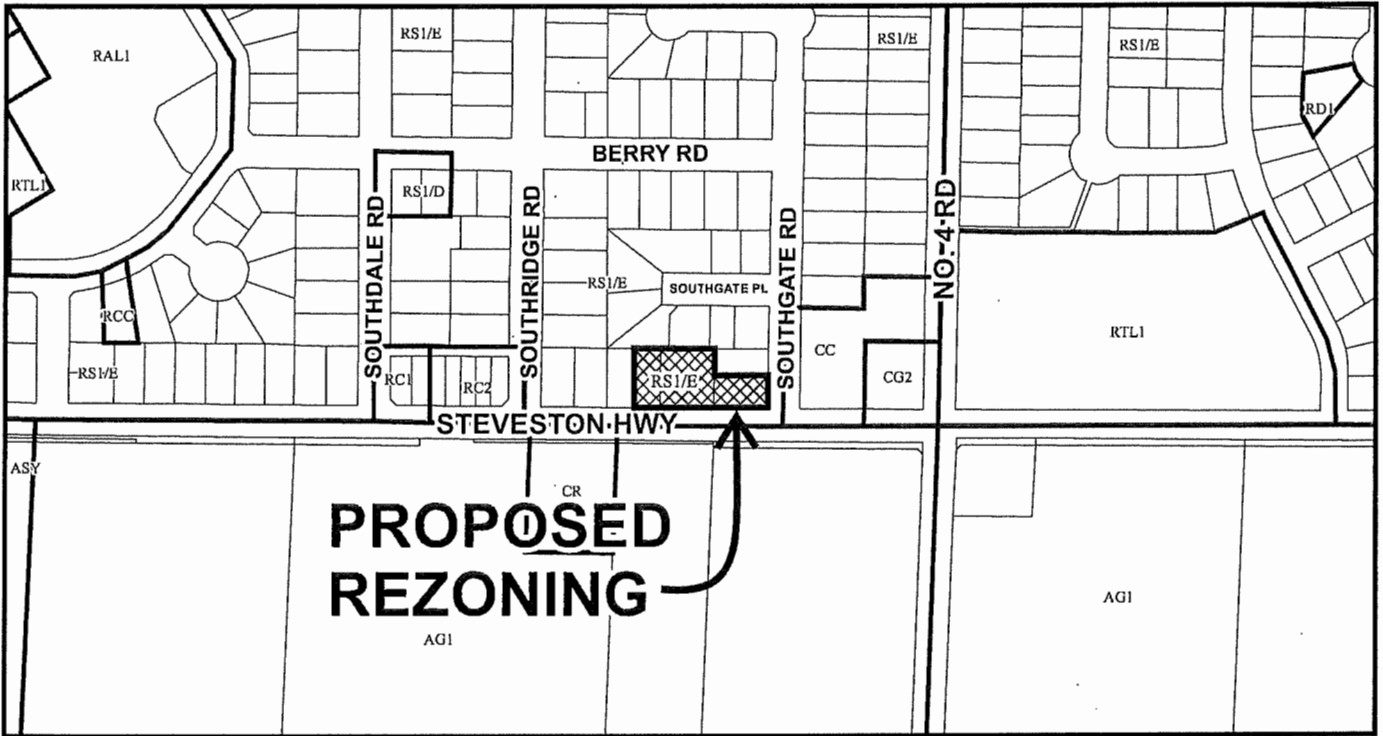 RS1/E
RS1/E
RS1/E
RAL1
RD1
BERRY RD
RTL1
RS1/D
SOUTHDALE RD
SOUTHRIDGE RD
SOUTHGATE RD
NO. 4 RD
RS1/E
SOUTHGATE PL
RCC
RTL1
CC
RS1/E
RC1
RC2
RS1/E
CG2
STEVESTON HWY
ASY
CR
PROPOSED
REZONING
AG1
AG1